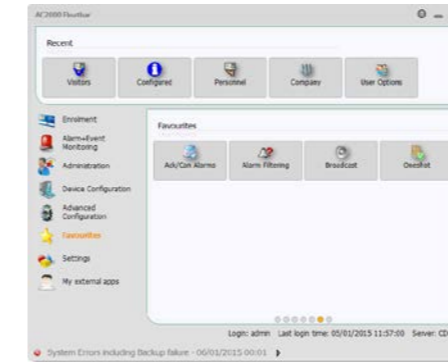 AC2000 Floatbar
Recent
Visitors
Configured
Personnel
Company
User Options
Enrolment
Alarm+Event
Monitoring
Administration
Device Configuration
Advanced
Configuration
Favourites
Settings
My external apps
Favourites
Ack/Can Alarms
Alarm Filtering
Broadcast
Oneshot
Login: admin Last login time: 05/01/2015 11:57:00 Server: CD
System Errors including Backup failure - 06/01/2015 00:01